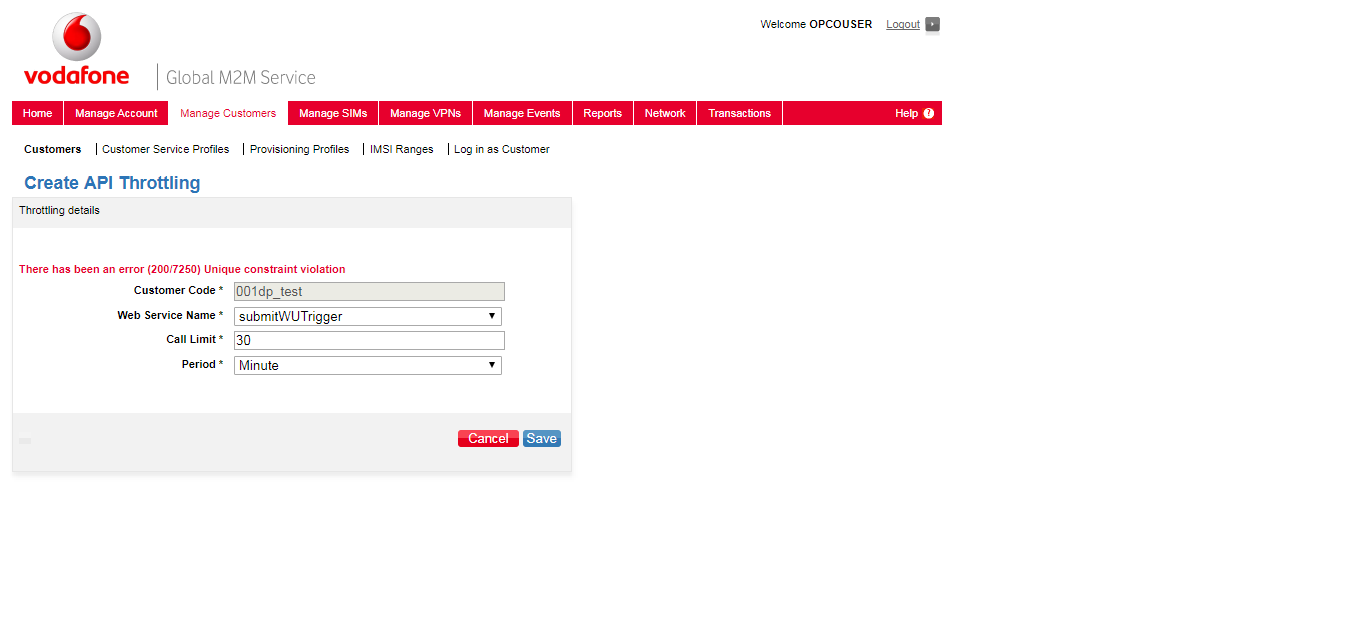 Welcome OPCOUSER Logout
vodafone Global M2M Service
Home Manage Account Manage Customers Manage SIMs Manage VPNs Manage Events Reports Network Transactions Help ?
Customers Customer Service Profiles Provisioning Profiles IMSI Ranges Log in as Customer
Create API Throttling
Throttling details
There has been an error (200/7250) Unique constraint violation
Customer Code * 001dp_test
Web Service Name * submitWUTrigger
Call Limit * 30
Period * Minute
Cancel Save